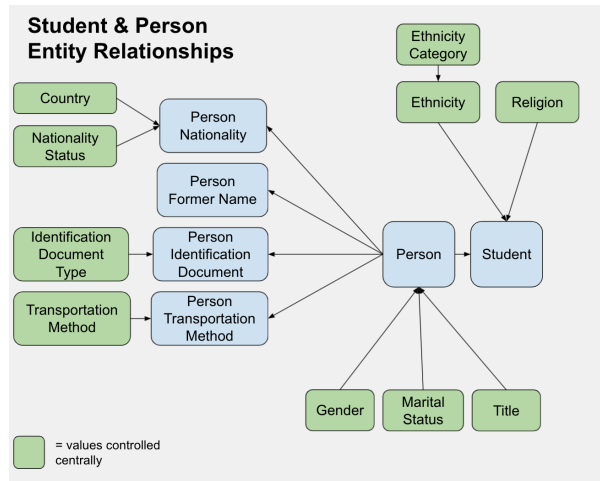 Student & Person
Entity Relationships
Ethnicity
Category
Country
Ethnicity
Religion
Person
Nationality
Nationality
Status
Person
Former Name
Identification
Document
Type
Person
Identification
Document
Person
Student
Transportation
Method
Person
Transportation
Method
Gender
Marital
Status
Title
= values controlled
centrally